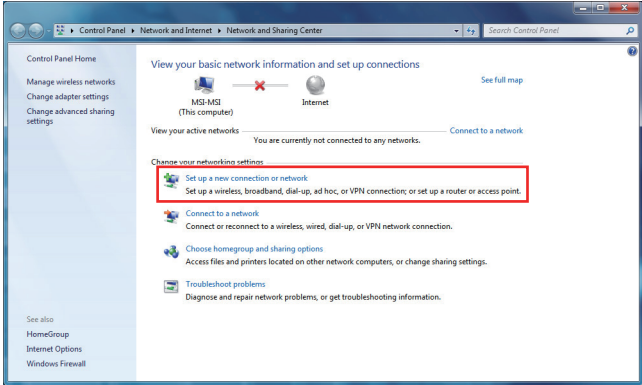 Control Panel ▸ Network and Internet ▸ Network and Sharing Center
Search Control Panel
Control Panel Home
Manage wireless networks
Change adapter settings
Change advanced sharing
settings
See also
HomeGroup
Internet Options
Windows Firewall
View your basic network information and set up connections
See full map
MSI-MSI
(This computer)
Internet
View your active networks
Connect to a network
You are currently not connected to any networks.
Change your networking settings
Set up a new connection or network
Set up a wireless, broadband, dial-up, ad hoc, or VPN connection; or set up a router or access point.
Connect to a network
Connect or reconnect to a wireless, wired, dial-up, or VPN network connection.
Choose homegroup and sharing options
Access files and printers located on other network computers, or change sharing settings.
Troubleshoot problems
Diagnose and repair network problems, or get troubleshooting information.